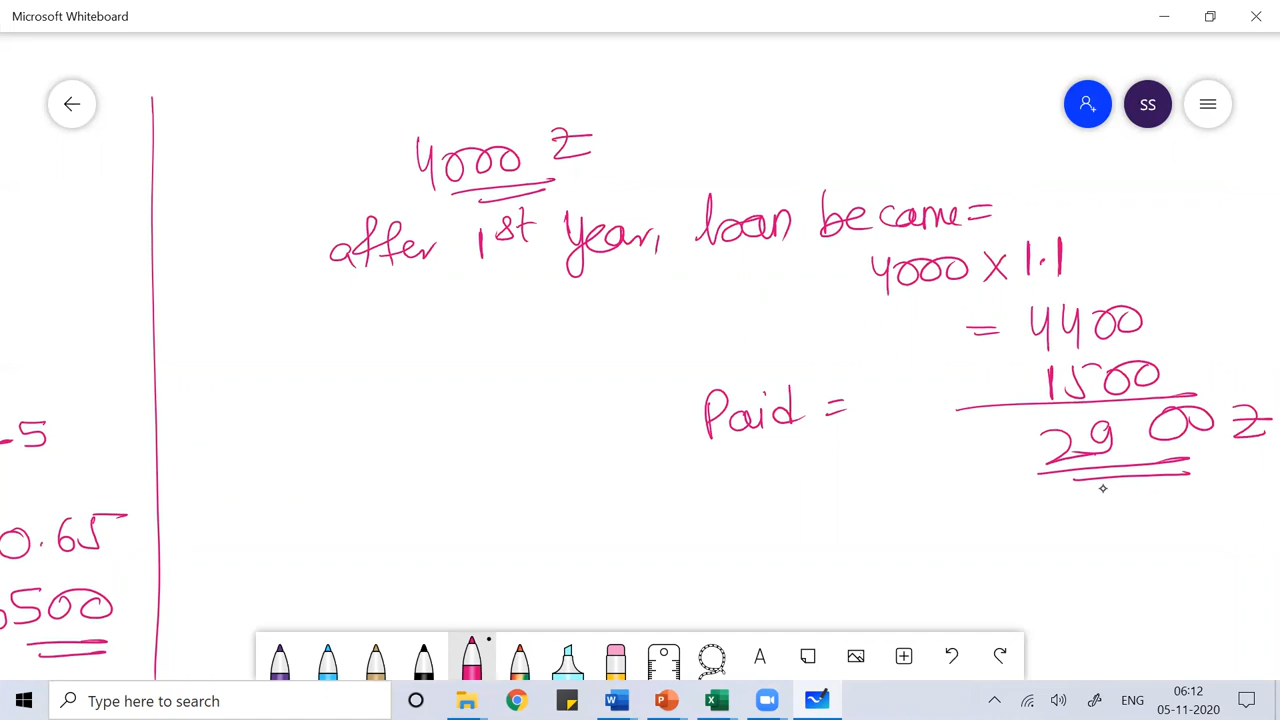 Microsoft Whiteboard
SS
4000 Z
after 1st year, loan became=
4000 X 1.1
= 4400
Paid = 1500
2900 Z
-5
0.65
500
A
Type here to search
ENG
06:12
05-11-2020